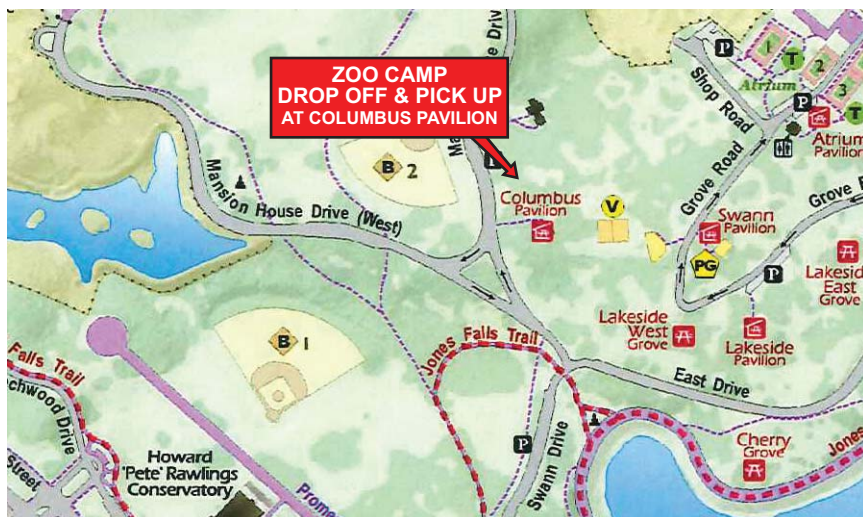 ZOO CAMP
DROP OFF & PICK UP
AT COLUMBUS PAVILION
P
1
T
2
3
Atrium
Shop Road
P
T
Atrium
Pavilion
Grove Road
Mansion House Drive (West)
B 2
Columbus
Pavilion
V
Swann
Pavilion
PG
P
Lakeside
East
Grove
Lakeside
West
Grove
Lakeside
Pavilion
B 1
Jones Falls Trail
East Drive
Falls Trail
P
Swann Drive
Cherry
Grove
Jones
Street
Howard
'Pete' Rawlings
Conservatory